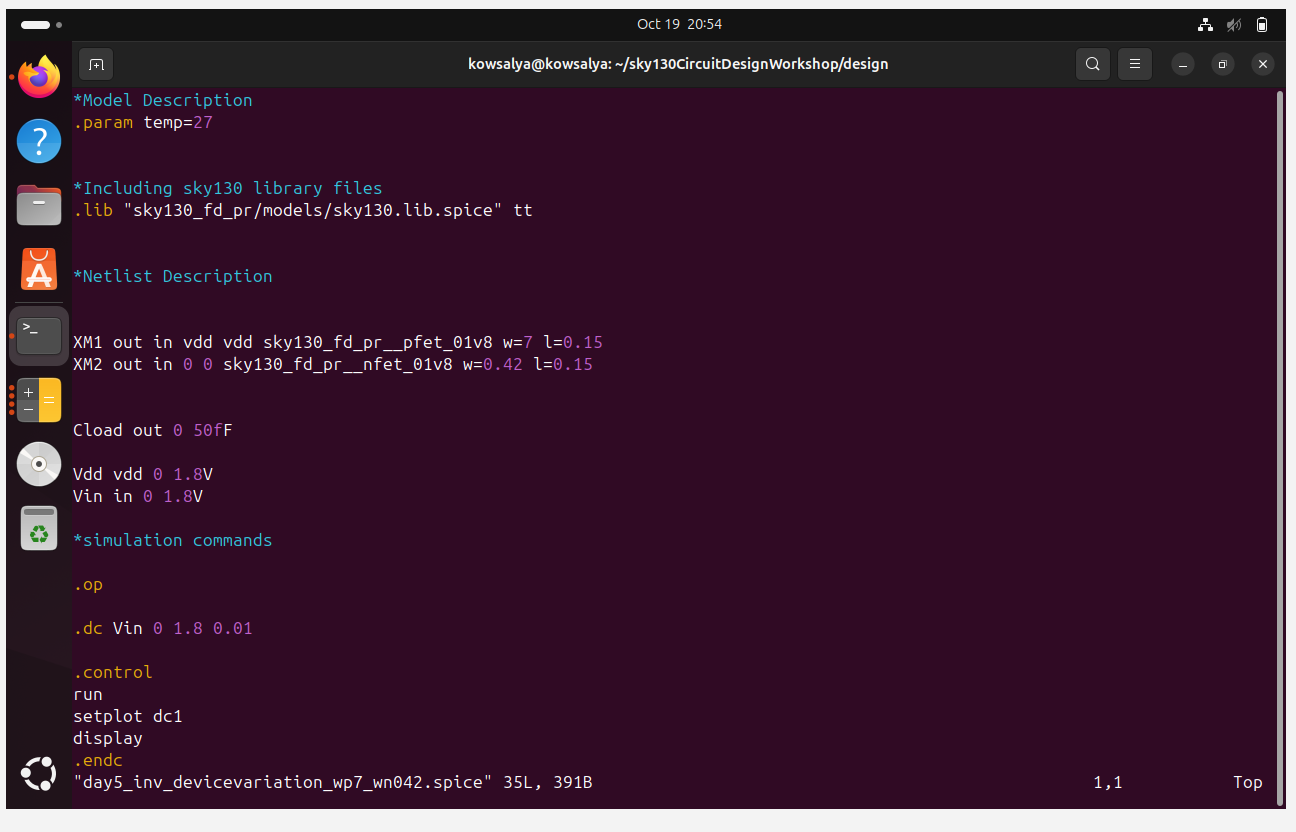 Oct 19 20:54
kowsalya@kowsalya: ~/sky130CircuitDesignWorkshop/design
*Model Description
.param temp=27
*Including sky130 library files
.lib "sky130_fd_pr/models/sky130.lib.spice" tt
*Netlist Description
XM1 out in vdd vdd sky130_fd_pr__pfet_01v8 w=7 l=0.15
XM2 out in 0 0 sky130_fd_pr__nfet_01v8 w=0.42 l=0.15
Cload out 0 50fF
Vdd vdd 0 1.8V
Vin in 0 1.8V
*simulation commands
.op
.dc Vin 0 1.8 0.01
.control
run
setplot dc1
display
.endc
"day5_inv_devicevariation_wp7_wn042.spice" 35L, 391B 1,1 Top